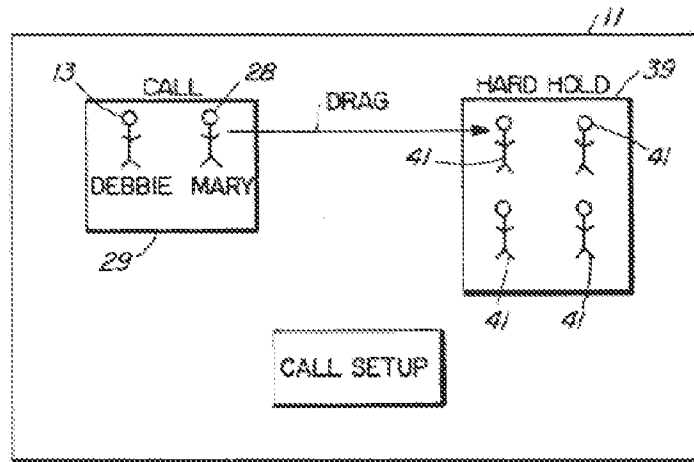 11
13
CALL
28
HARD HOLD
39
DRAG
41
41
DEBBIE MARY
29
41
41
CALL SETUP